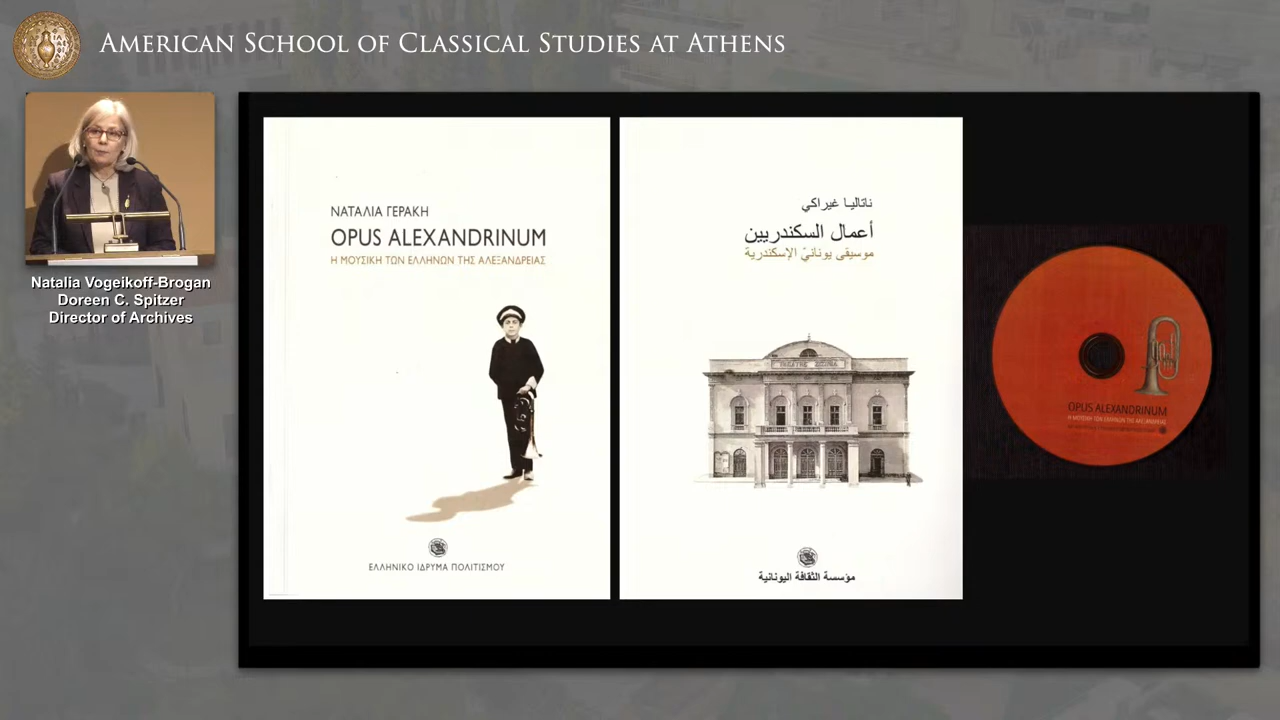 AMERICAN SCHOOL OF CLASSICAL STUDIES AT ATHENS
Natalia Vogeikoff-Brogan
Doreen C. Spitzer
Director of Archives
ΝΑΤΑΛΙΑ ΓΕΡΑΚΗ
OPUS ALEXANDRINUM
Η ΜΟΥΣΙΚΗ ΤΩΝ ΕΛΛΗΝΩΝ ΤΗΣ ΑΛΕΞΑΝΔΡΕΙΑΣ
ΕΛΛΗΝΙΚΟ ΙΔΡΥΜΑ ΠΟΛΙΤΙΣΜΟΥ
ناتاليا غيراكي
أعمال السكندريين
موسيقى يونانيّ الإسكندرية
THEATRE ZIZINIA
مؤسسة الثقافة اليونانية
OPUS ALEXANDRINUM
Η ΜΟΥΣΙΚΗ ΤΩΝ ΕΛΛΗΝΩΝ ΤΗΣ ΑΛΕΞΑΝΔΡΕΙΑΣ